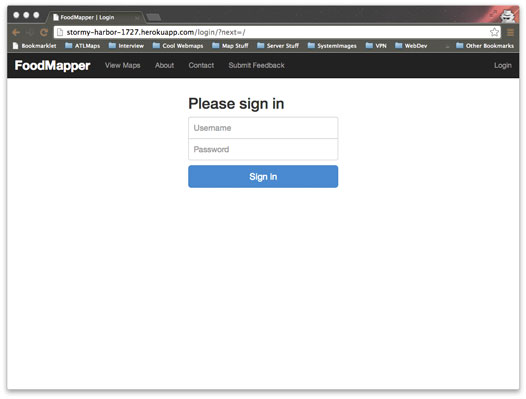 FoodMapper | Login
stormy-harbor-1727.herokuapp.com/login/?next=/
Bookmarklet ATLMaps Interview Cool Webmaps Map Stuff Server Stuff SystemImages VPN WebDev » Other Bookmarks
FoodMapper View Maps About Contact Submit Feedback Login
Please sign in
Username
Password
Sign in